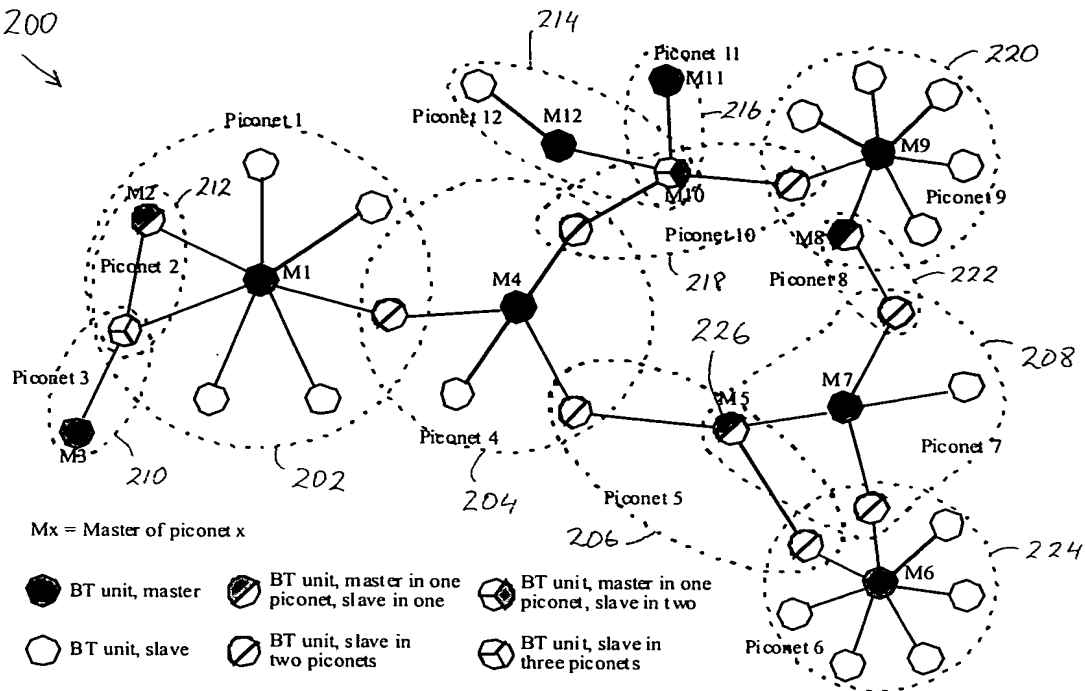 200
214
Piconet 11
M11
220
Piconet 1
Piconet 12
M12
216
M9
M2
212
M10
Piconet 9
Piconet 10
M8
Piconet 2
M1
M4
218
Piconet 8
222
226
208
Piconet 3
M5
M7
M3
Piconet 4
Piconet 7
210
202
204
Piconet 5
206
224
Mx = Master of piconet x
M6
BT unit, master
BT unit, master in one
piconet, slave in one
BT unit, master in one
piconet, slave in two
BT unit, slave
BT unit, slave in
two piconets
BT unit, slave in
three piconets
Piconet 6